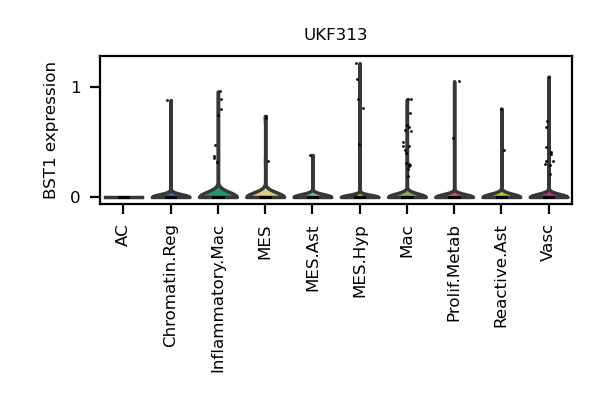 UKF313
BST1 expression
1
0
AC
Chromatin.Reg
Inflammatory.Mac
MES
MES.Ast
MES.Hyp
Mac
Prolif.Metab
Reactive.Ast
Vasc